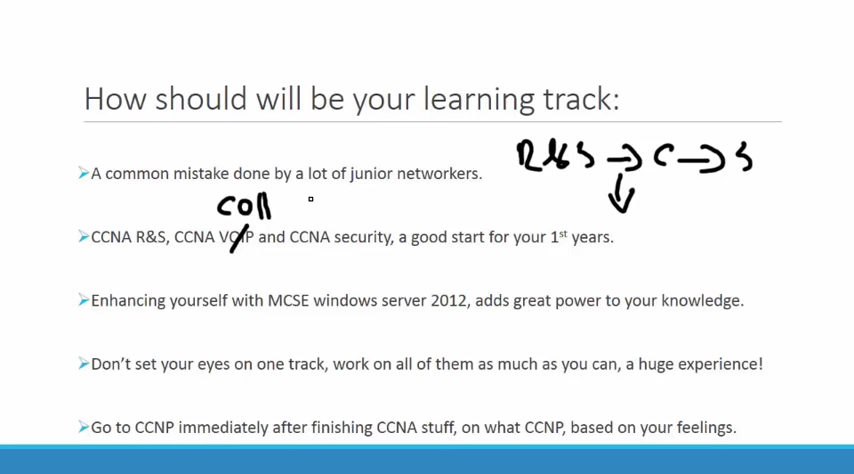 How should will be your learning track:
R&S → C → S
A common mistake done by a lot of junior networkers.
coll
CCNA R&S, CCNA VOIP and CCNA security, a good start for your 1st years.
Enhancing yourself with MCSE windows server 2012, adds great power to your knowledge.
Don't set your eyes on one track, work on all of them as much as you can, a huge experience!
Go to CCNP immediately after finishing CCNA stuff, on what CCNP, based on your feelings.